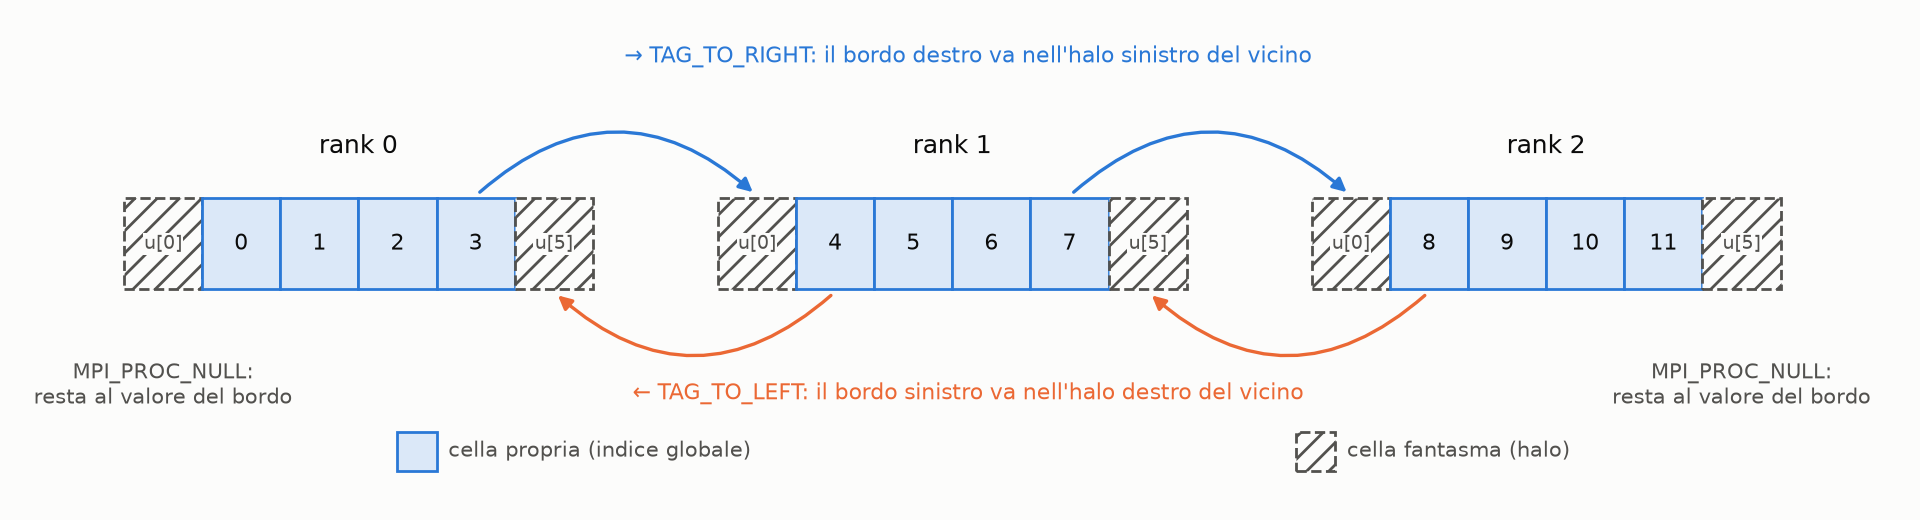 → TAG_TO_RIGHT: il bordo destro va nell'halo sinistro del vicino
rank 0
rank 1
rank 2
u[0] 0 1 2 3 u[5]
u[0] 4 5 6 7 u[5]
u[0] 8 9 10 11 u[5]
MPI_PROC_NULL:
resta al valore del bordo
← TAG_TO_LEFT: il bordo sinistro va nell'halo destro del vicino
MPI_PROC_NULL:
resta al valore del bordo
cella propria (indice globale)
cella fantasma (halo)